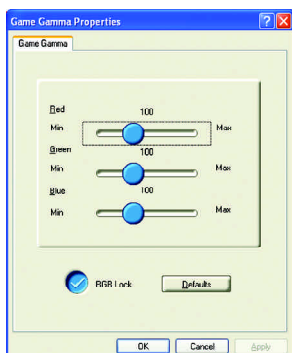 Game Gamma Properties
Game Gamma
Red
100
Min Max
Green
100
Min Max
Blue
100
Min Max
RGB Lock Defaults
OK Cancel Apply